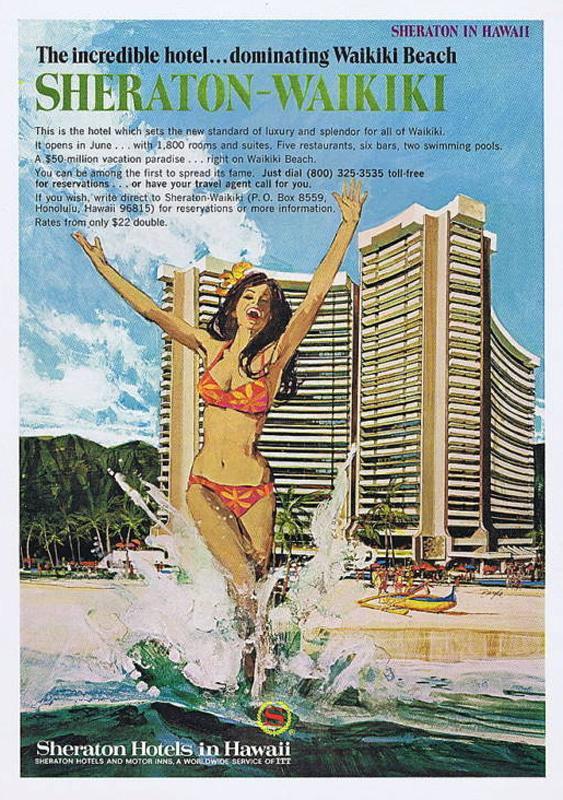 SHERATON IN HAWAII
The incredible hotel...dominating Waikiki Beach
SHERATON-WAIKIKI
This is the hotel which sets the new standard of luxury and splendor for all of Waikiki.
It opens in June . . . with 1,800 rooms and suites. Five restaurants, six bars, two swimming pools.
A $50-million vacation paradise . . . right on Waikiki Beach.
You can be among the first to spread its fame. Just dial (800) 325-3535 toll-free
for reservations . . . or have your travel agent call for you.
If you wish, write direct to Sheraton-Waikiki (P. O. Box 8559,
Honolulu, Hawaii 96815) for reservations or more information.
Rates from only $22 double.
S
Sheraton Hotels in Hawaii
SHERATON HOTELS AND MOTOR INNS, A WORLDWIDE SERVICE OF ITT